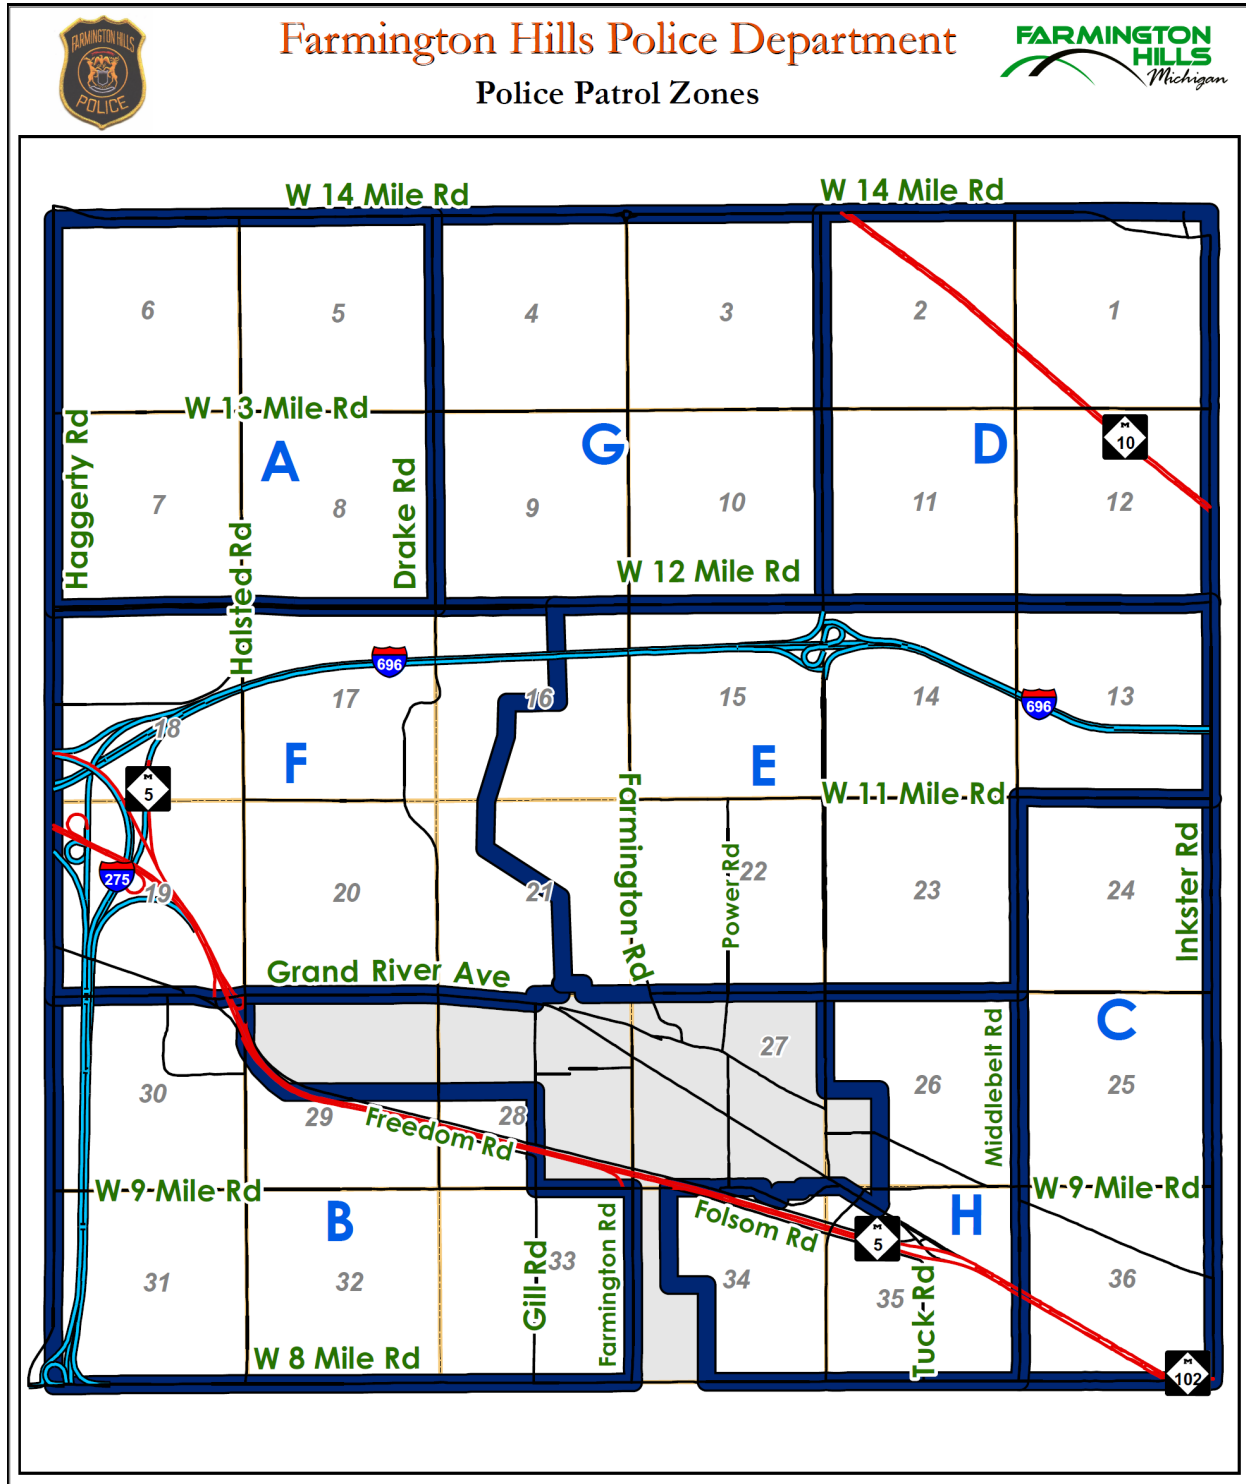 FARMINGTON HILLS
POLICE
Farmington Hills Police Department
Police Patrol Zones
FARMINGTON
HILLS
Michigan
W 14 Mile Rd
W 14 Mile Rd
6
5
4
3
2
1
W 13 Mile Rd
Haggerty Rd
A
Drake Rd
G
D
M
10
7
8
9
10
11
12
Halsted Rd
W 12 Mile Rd
696
17
16
15
14
13
696
18
F
E
M
5
Farmington Rd
W 11 Mile Rd
275
19
20
21
22
Power Rd
23
24
Inkster Rd
Grand River Ave
C
27
Middlebelt Rd
30
29
28
26
25
Freedom Rd
W 9 Mile Rd
W 9 Mile Rd
B
Folsom Rd
H
M
5
Gill Rd
33
Farmington Rd
31
32
34
35
Tuck Rd
36
W 8 Mile Rd
M
102